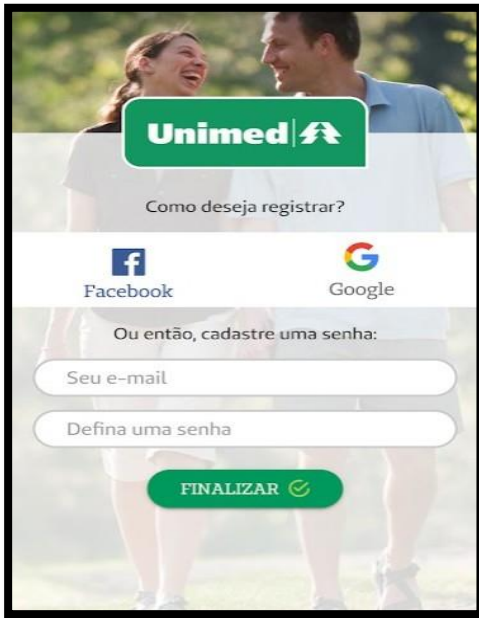 Unimed
Como deseja registrar?
Facebook
Google
Ou então, cadastre uma senha:
Seu e-mail
Defina uma senha
FINALIZAR